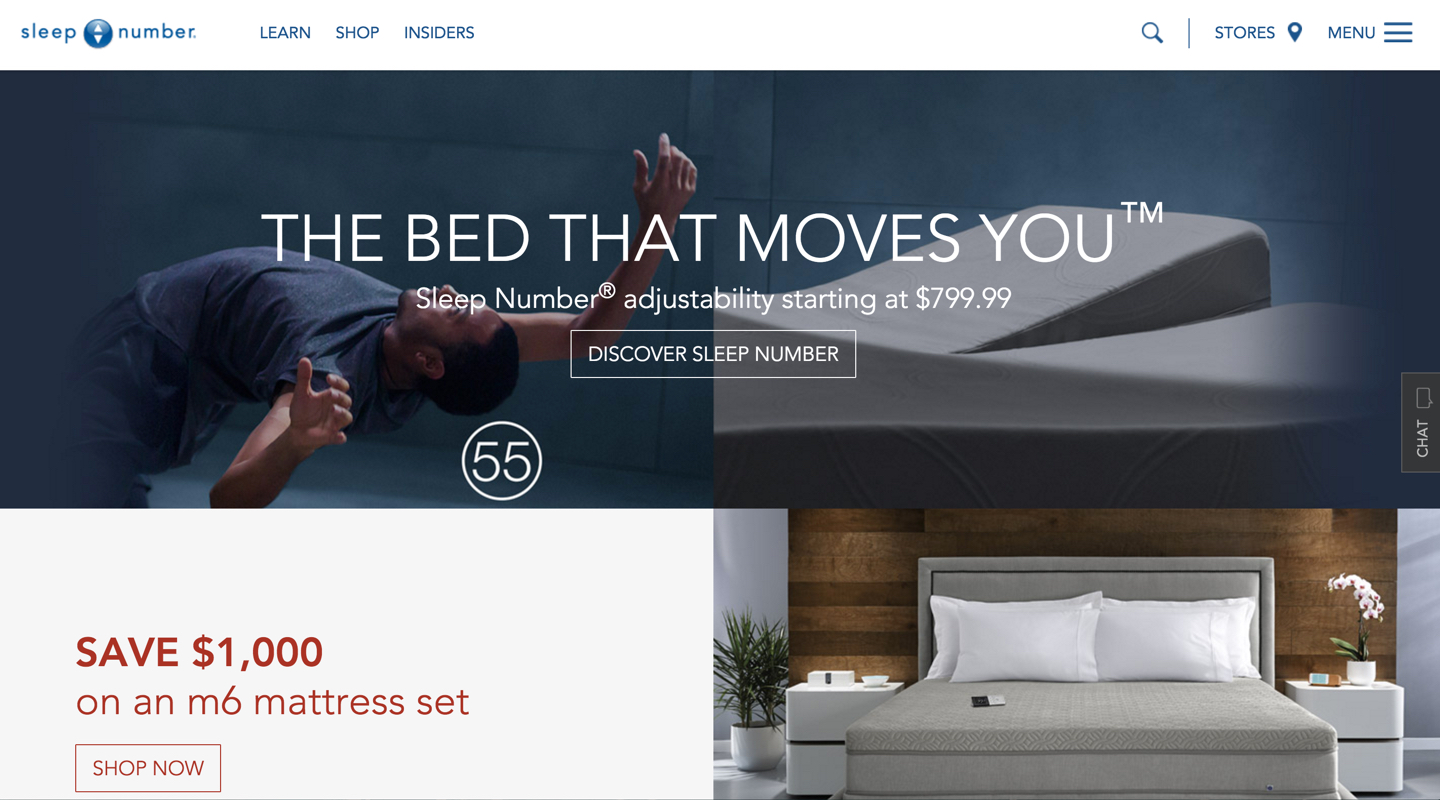 sleep number
LEARN SHOP INSIDERS
STORES
MENU
THE BED THAT MOVES YOU™
Sleep Number® adjustability starting at $799.99
DISCOVER SLEEP NUMBER
55
CHAT
SAVE $1,000
on an m6 mattress set
SHOP NOW